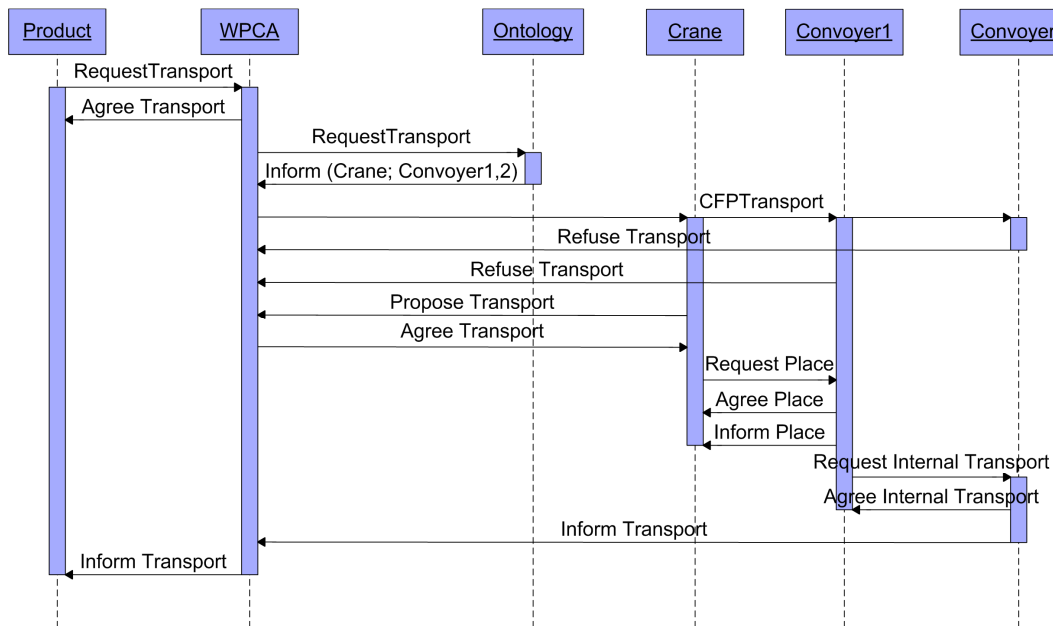 Product
WPCA
Ontology
Crane
Convoyer1
Convoyer
RequestTransport
Agree Transport
RequestTransport
Inform (Crane; Convoyer1,2)
CFPTransport
Refuse Transport
Refuse Transport
Propose Transport
Agree Transport
Request Place
Agree Place
Inform Place
Request Internal Transport
Agree Internal Transport
Inform Transport
Inform Transport